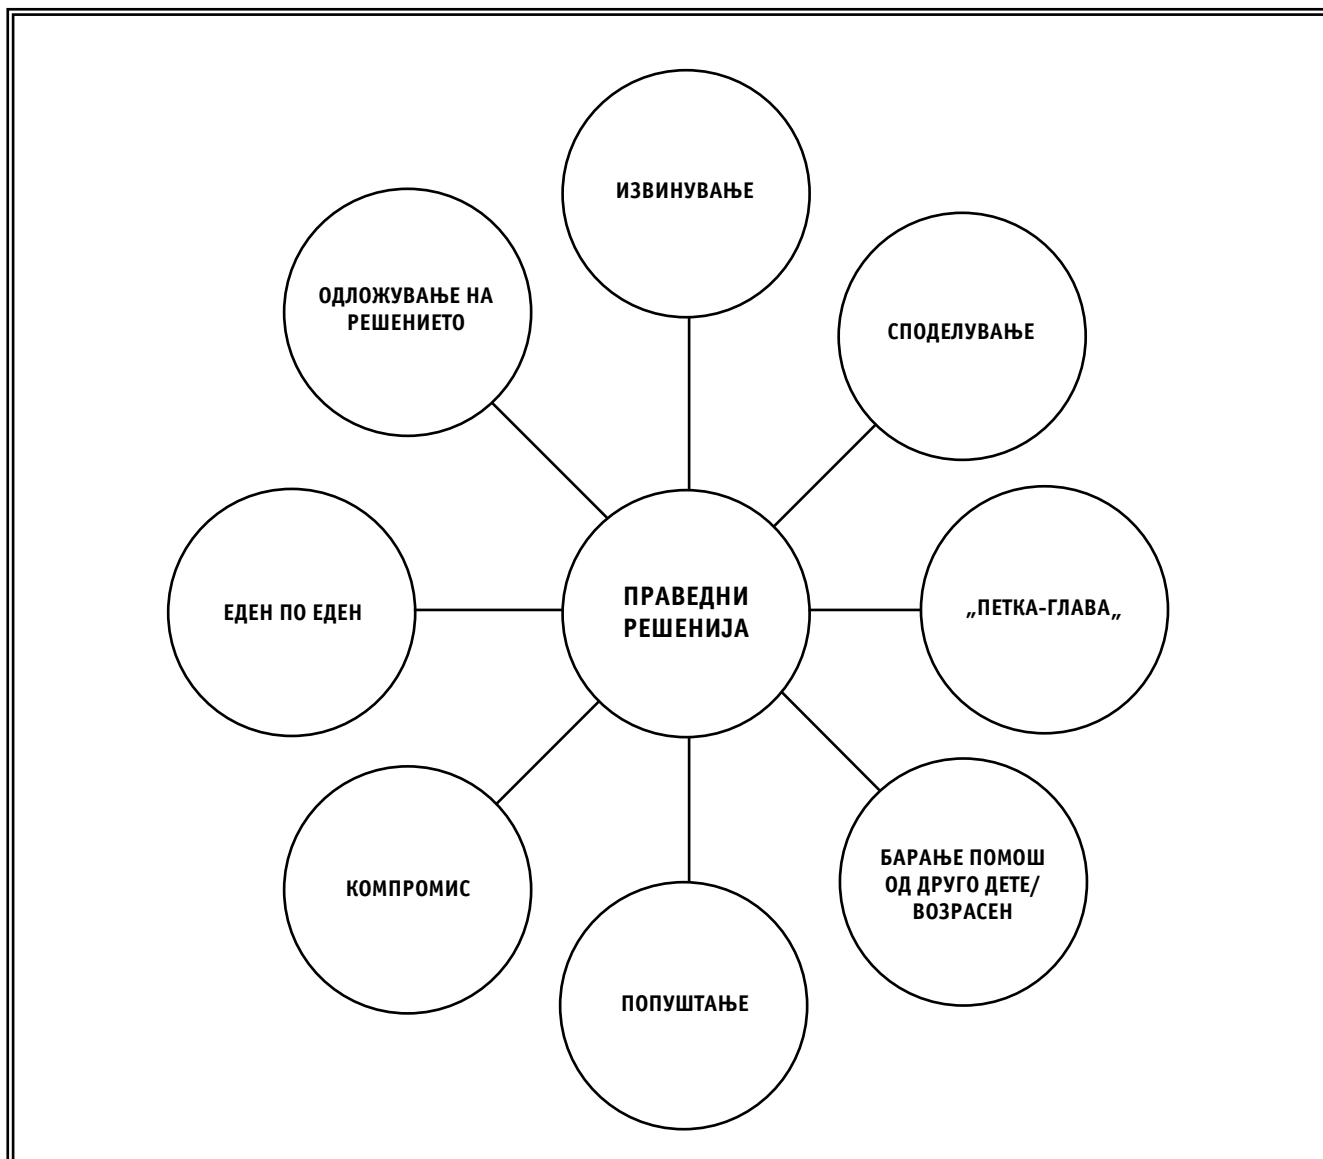 ИЗВИНУВАЊЕ
ОДЛОЖУВАЊЕ НА
РЕШЕНИЕТО
СПОДЕЛУВАЊЕ
ЕДЕН ПО ЕДЕН
ПРАВЕДНИ
РЕШЕНИЈА
„ПЕТКА-ГЛАВА„
КОМПРОМИС
БАРАЊЕ ПОМОШ
ОД ДРУГО ДЕТЕ/
ВОЗРАСЕН
ПОПУШТАЊЕ